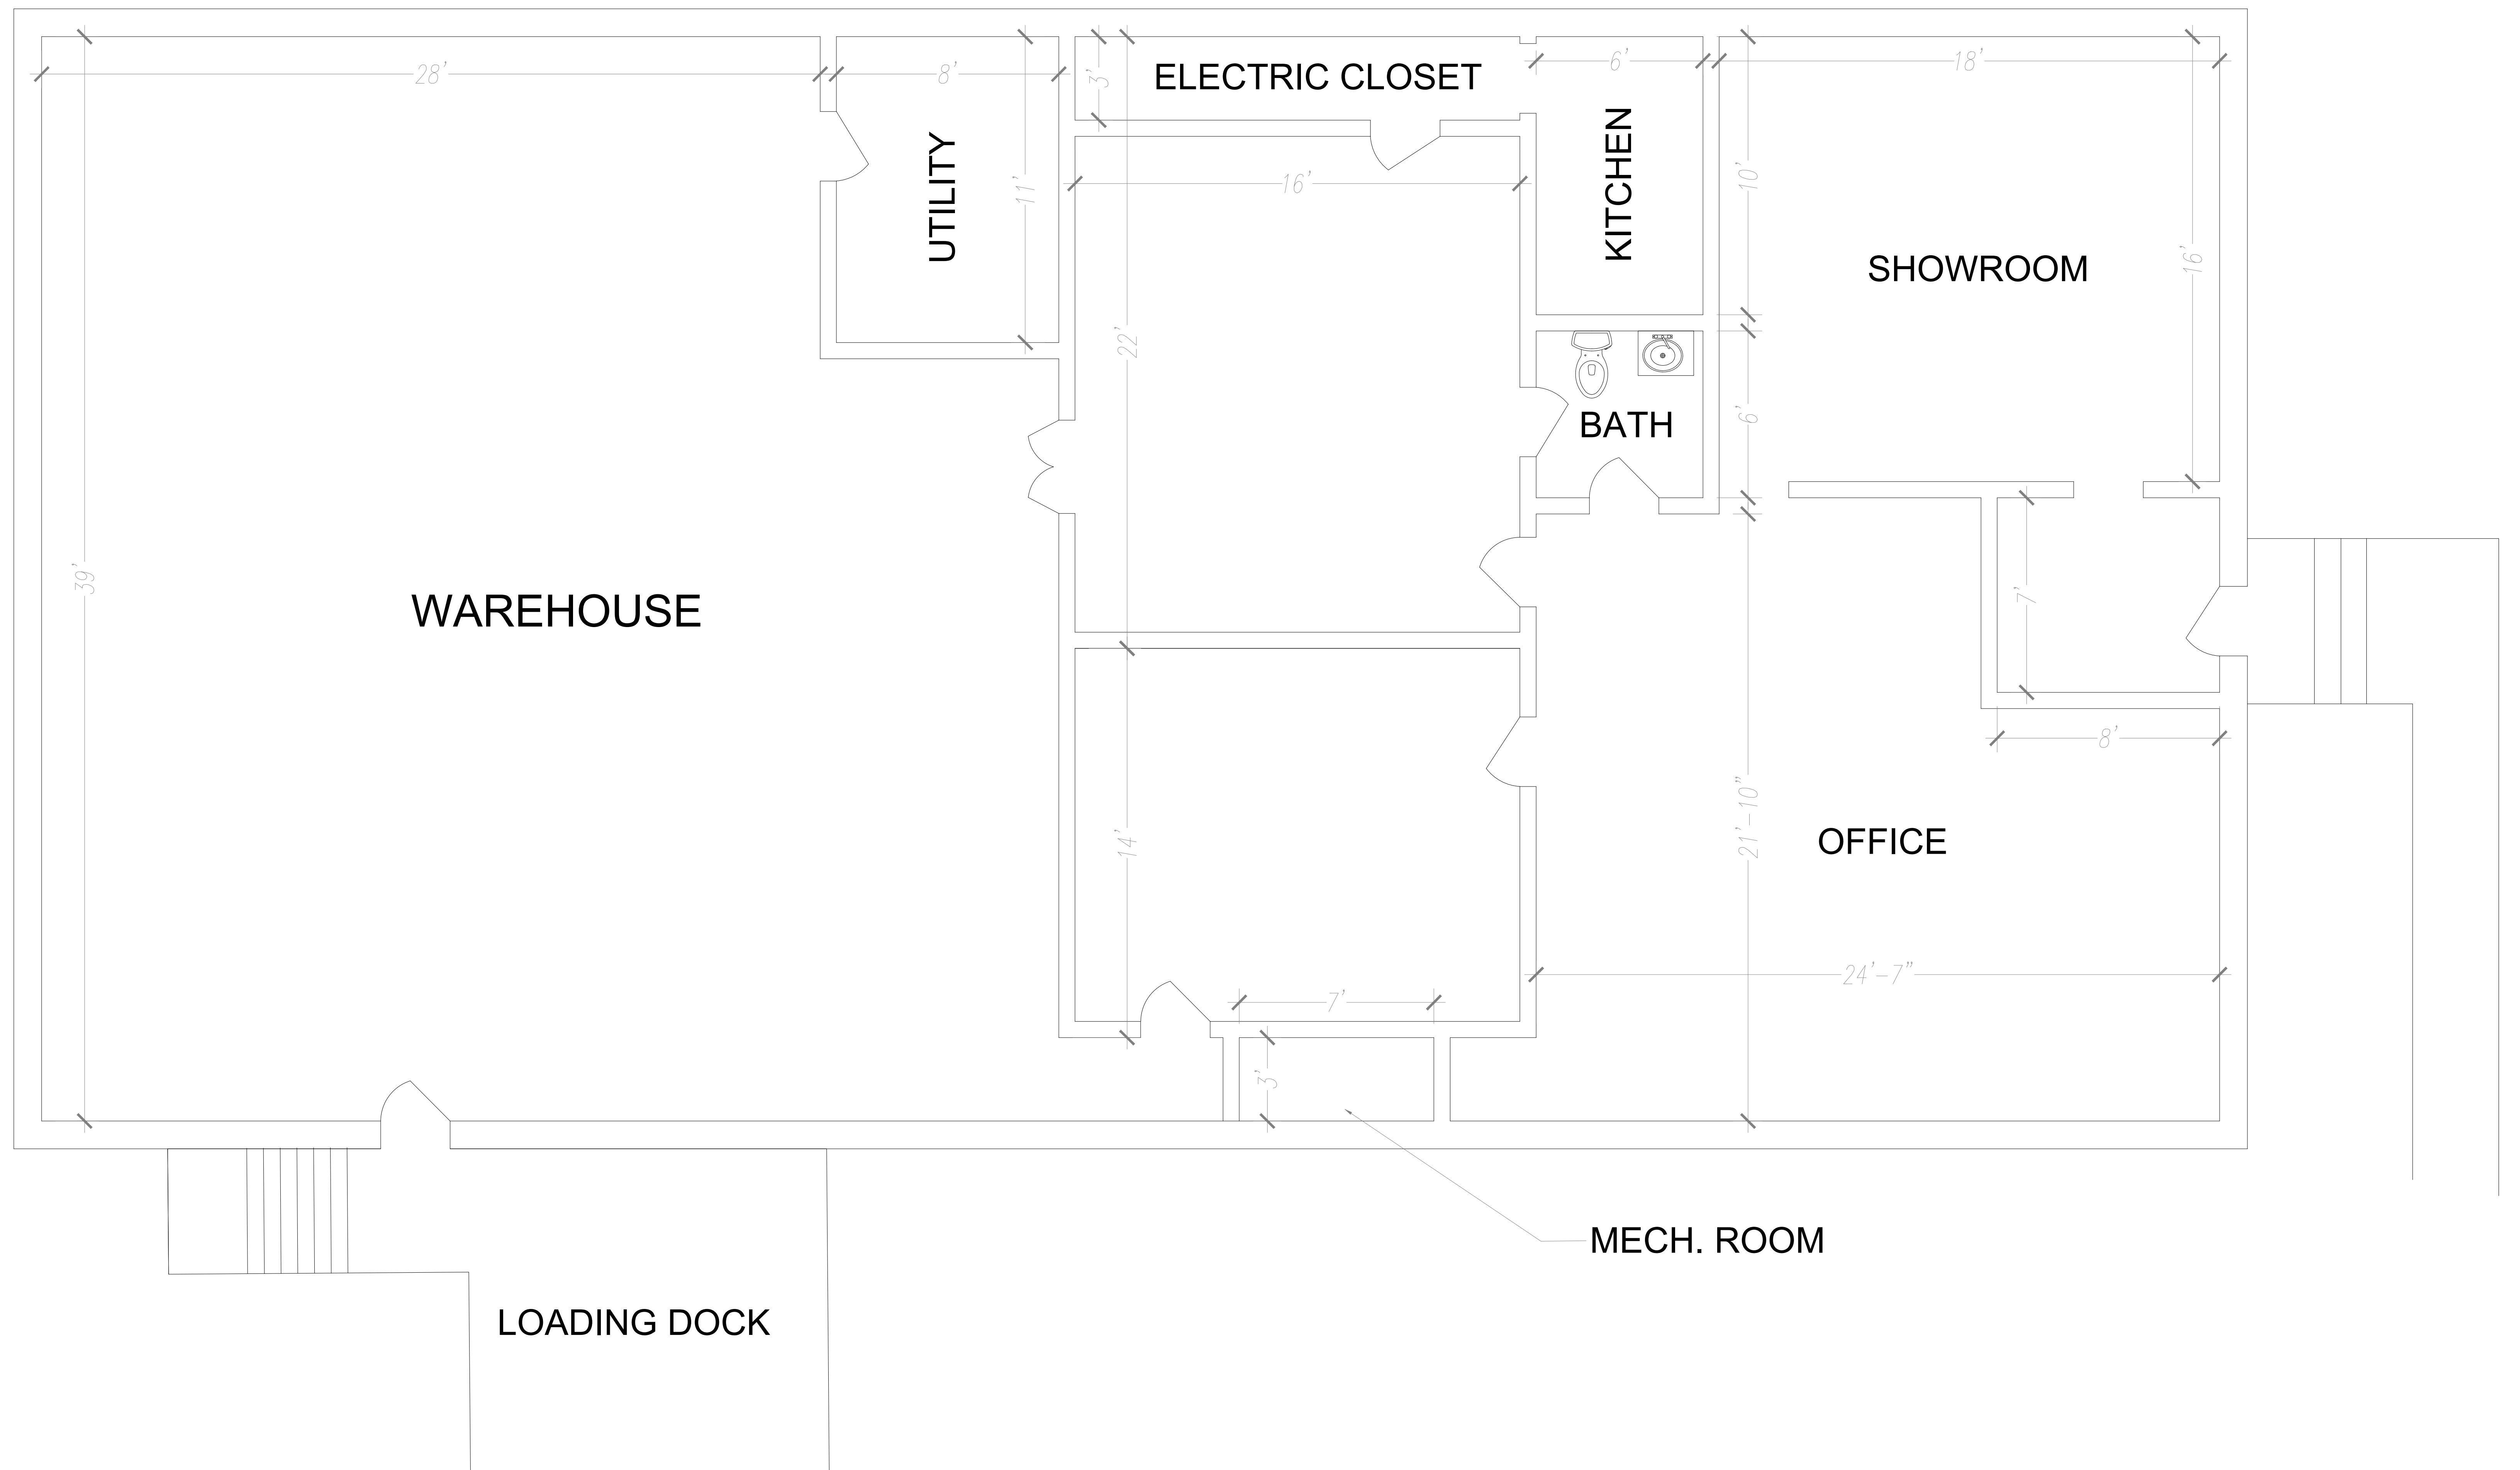 28'
8'
3'
ELECTRIC CLOSET
6'
18'
UTILITY
11'
16'
KITCHEN
10'
SHOWROOM
16'
22'
6'
BATH
39'
WAREHOUSE
7'
8'
14'
21'-10"
OFFICE
24'-7"
7'
3'
MECH. ROOM
LOADING DOCK